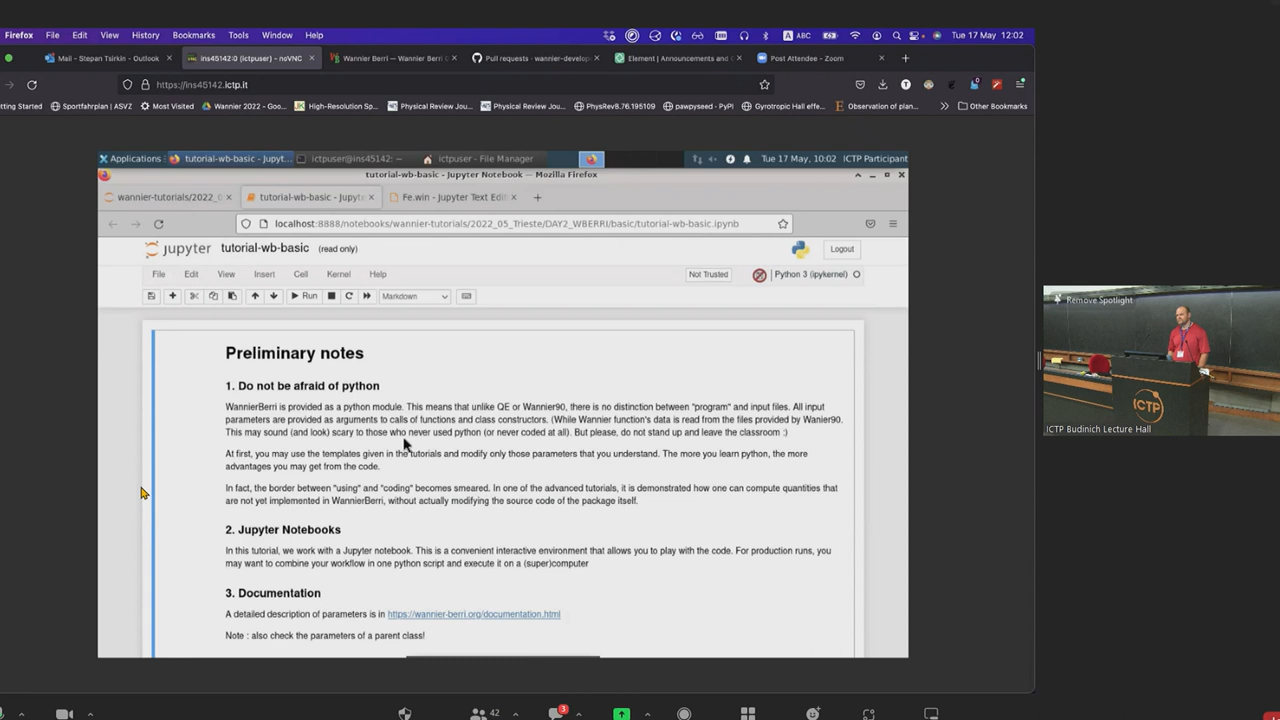 Firefox File Edit View History Bookmarks Tools Window Help ABC Tue 17 May 12:02
Mail - Stepan Tsirkin - Outlook ins45142:0 (ictpuser) - noVNC Wannier Berri — Wannier Berri Pull requests · wannier-develop Element | Announcements and Post Attendee - Zoom
https://ins45142.ictp.it
tting Started Sportfahrplan | ASVZ Most Visited Wannier 2022 - Goo... High-Resolution Sp... Physical Review Jou... Physical Review Jou... PhysRevB.76.195109 pawpyseed - PyPI Gyrotropic Hall effe... Observation of plan... Other Bookmarks
Applications tutorial-wb-basic - Jupyt... ictpuser@ins45142: ~ ictpuser - File Manager Tue 17 May, 10:02 ICTP Participant
tutorial-wb-basic - Jupyter Notebook — Mozilla Firefox
wannier-tutorials/2022_0 tutorial-wb-basic - Jupyte Fe.win - Jupyter Text Edit
localhost:8888/notebooks/wannier-tutorials/2022_05_Trieste/DAY2_WBERRI/basic/tutorial-wb-basic.ipynb
jupyter tutorial-wb-basic (read only) Logout
File Edit View Insert Cell Kernel Help Not Trusted Python 3 (ipykernel)
Run Markdown
Preliminary notes
1. Do not be afraid of python
WannierBerri is provided as a python module. This means that unlike QE or Wannier90, there is no distinction between "program" and input files. All input
parameters are provided as arguments to calls of functions and class constructors. (While Wannier function's data is read from the files provided by Wanier90.
This may sound (and look) scary to those who never used python (or never coded at all). But please, do not stand up and leave the classroom :)
At first, you may use the templates given in the tutorials and modify only those parameters that you understand. The more you learn python, the more
advantages you may get from the code.
In fact, the border between "using" and "coding" becomes smeared. In one of the advanced tutorials, it is demonstrated how one can compute quantities that
are not yet implemented in WannierBerri, without actually modifying the source code of the package itself.
2. Jupyter Notebooks
In this tutorial, we work with a Jupyter notebook. This is a convenient interactive environment that allows you to play with the code. For production runs, you
may want to combine your workflow in one python script and execute it on a (super)computer
3. Documentation
A detailed description of parameters is in https://wannier-berri.org/documentation.html
Note : also check the parameters of a parent class!
Remove Spotlight
ICTP
ICTP Budinich Lecture Hall
42 3